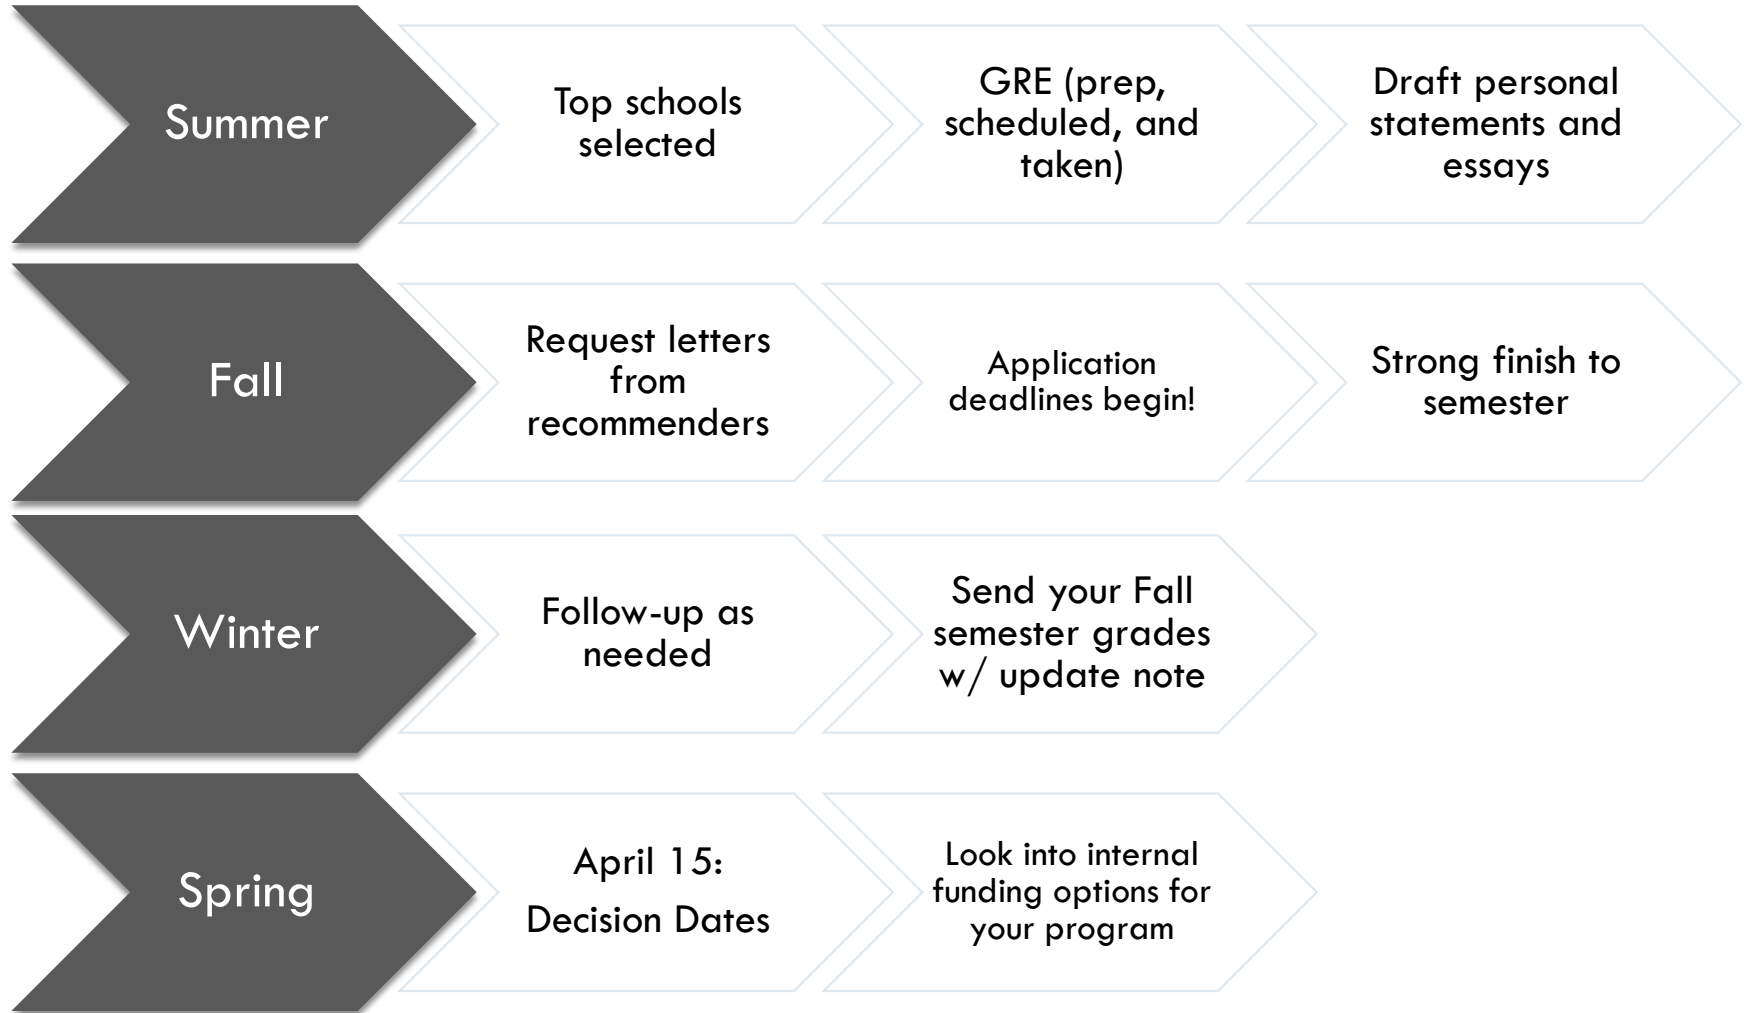 Summer
Top schools
selected
GRE (prep,
scheduled, and
taken)
Draft personal
statements and
essays
Fall
Request letters
from
recommenders
Application
deadlines begin!
Strong finish to
semester
Winter
Follow-up as
needed
Send your Fall
semester grades
w/ update note
Spring
April 15:
Decision Dates
Look into internal
funding options for
your program